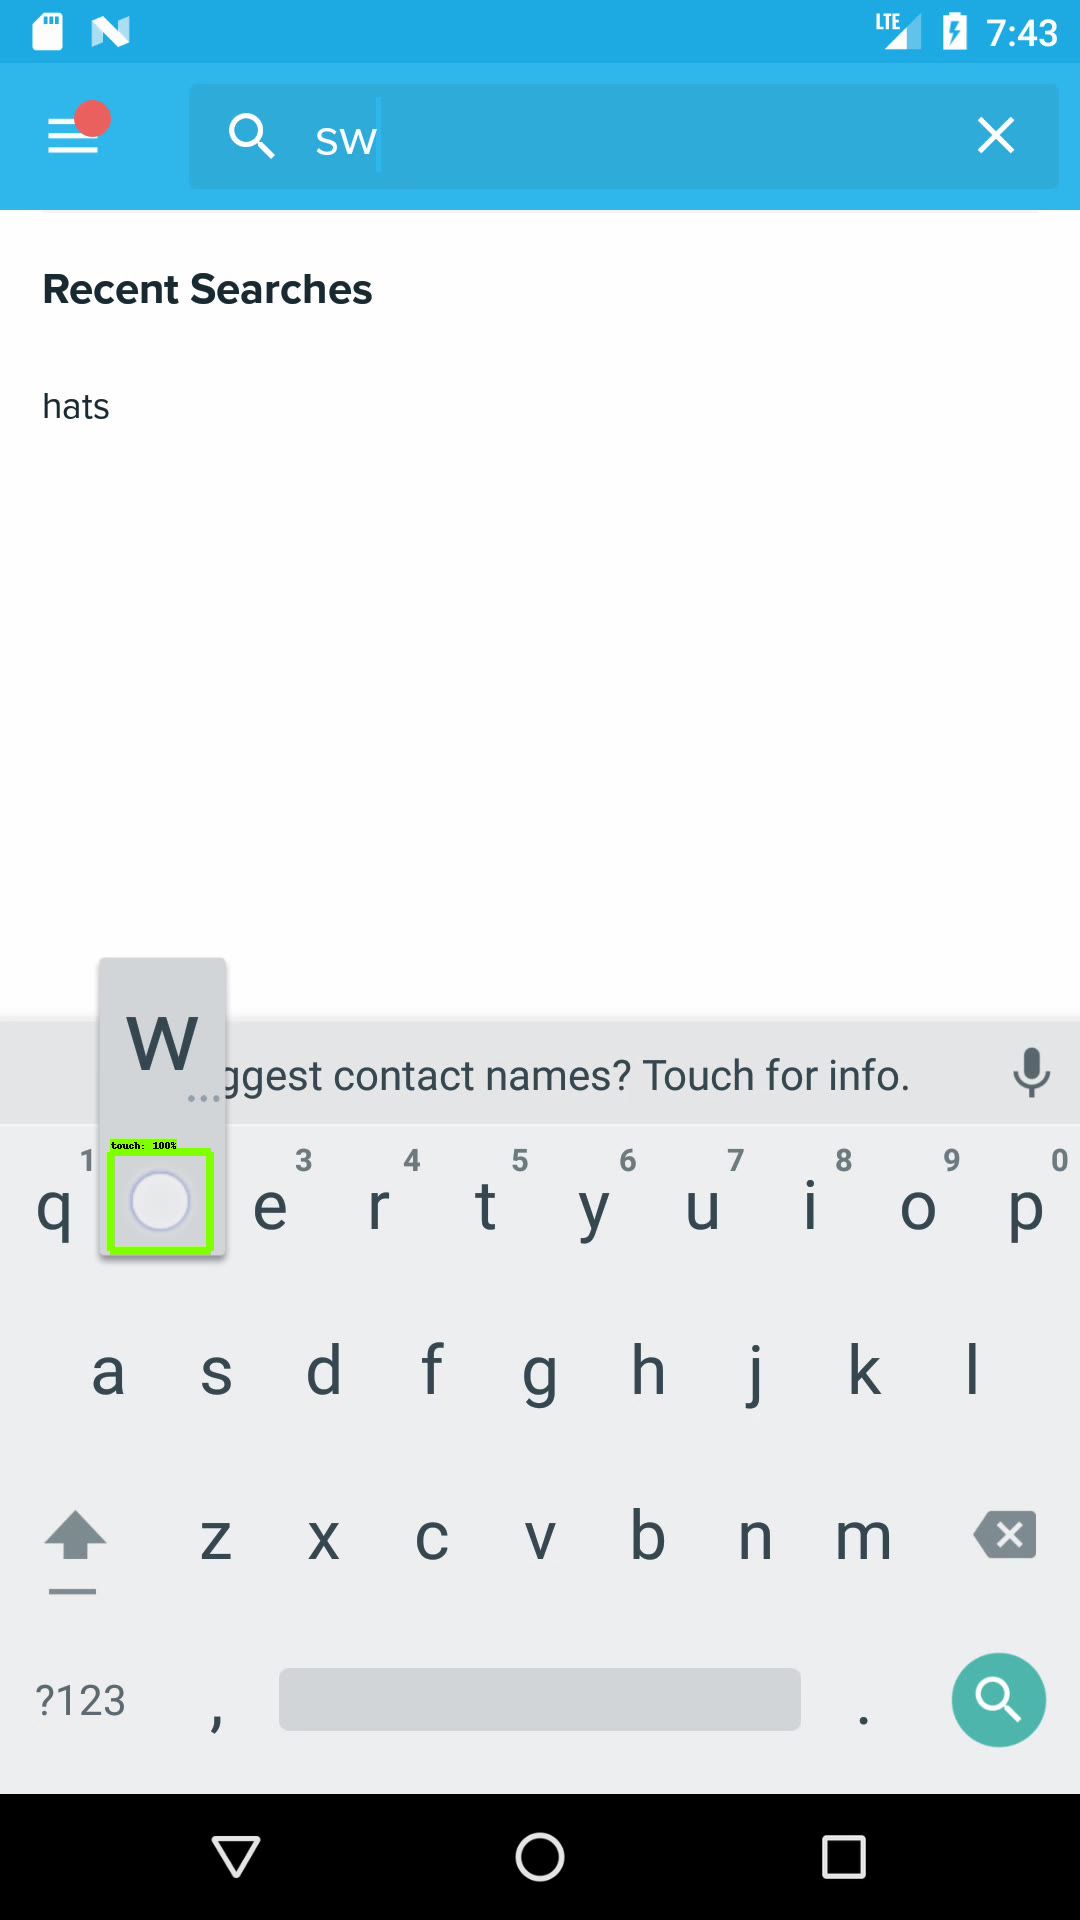 LTE 7:43
sw
Recent Searches
hats
w
ggest contact names? Touch for info.
touch: 100%
1 3 4 5 6 7 8 9 0
q e r t y u i o p
a s d f g h j k l
z x c v b n m
?123 , .